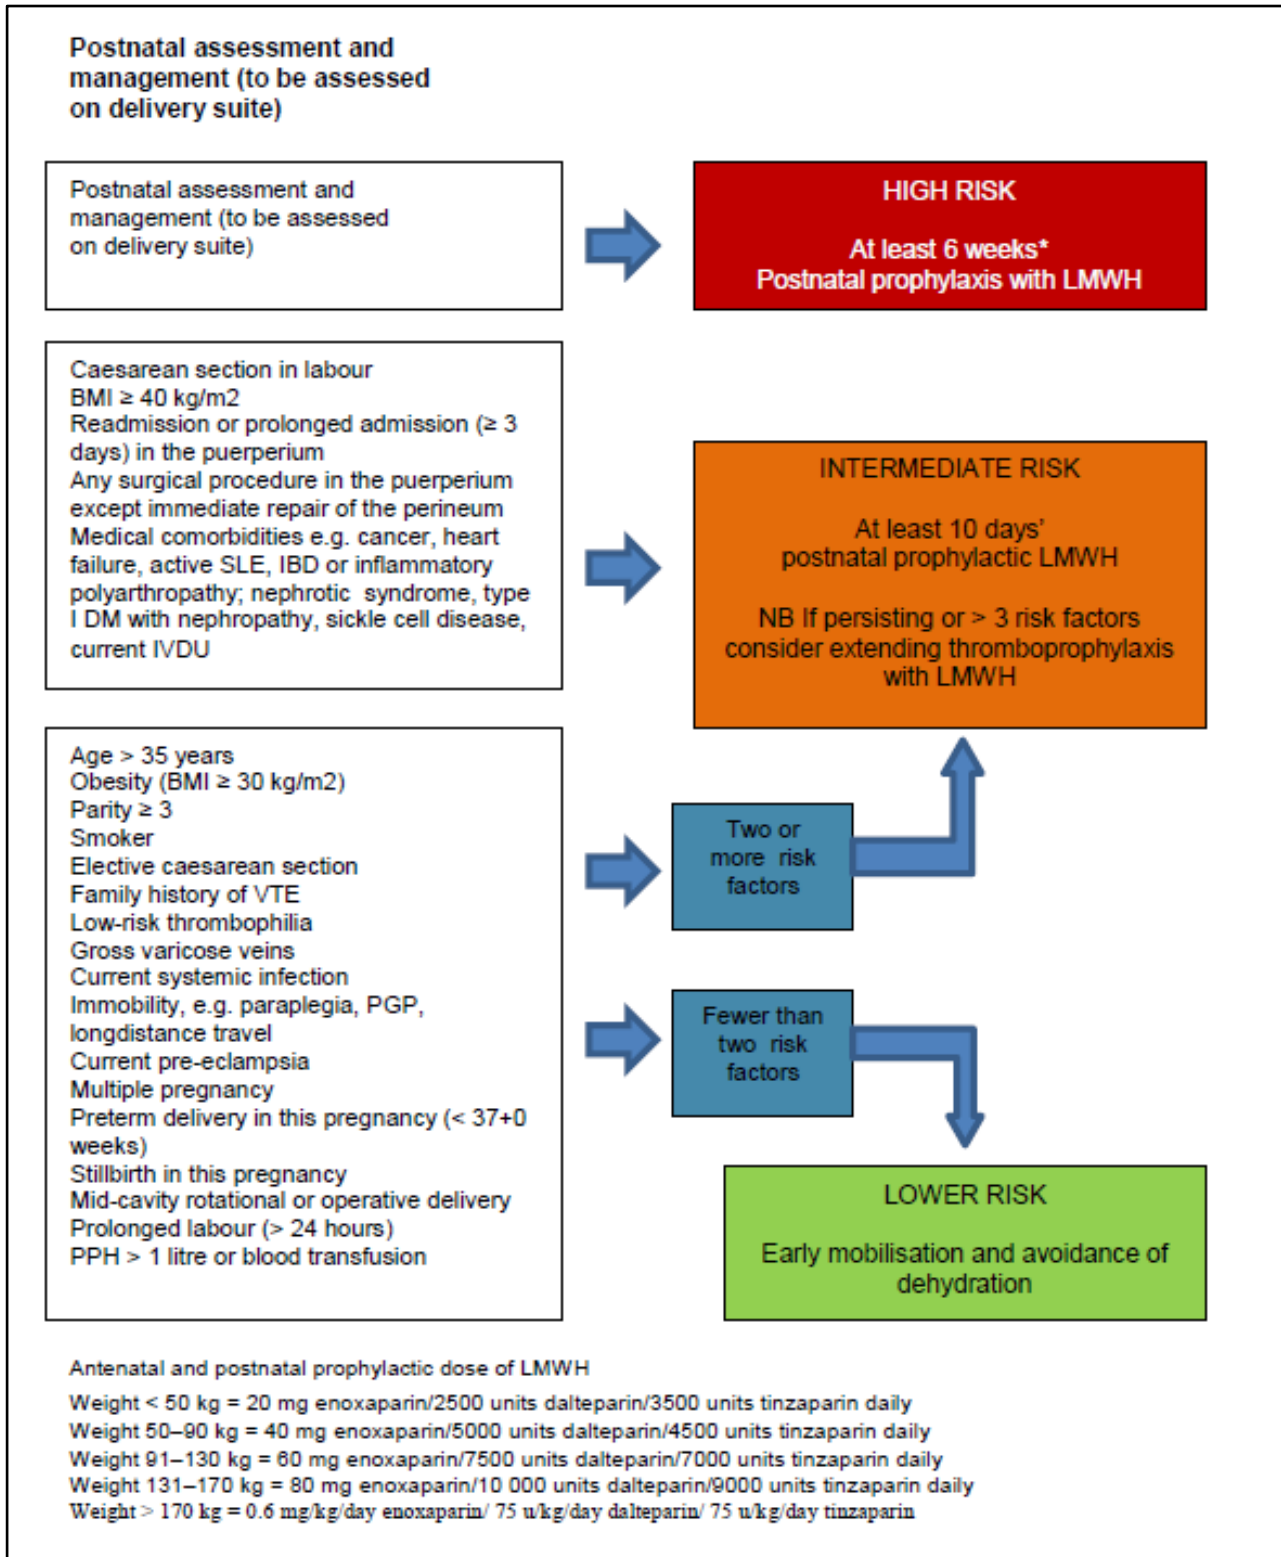 Postnatal assessment and
management (to be assessed
on delivery suite)
Postnatal assessment and
management (to be assessed
on delivery suite)
HIGH RISK
At least 6 weeks*
Postnatal prophylaxis with LMWH
Caesarean section in labour
BMI ≥ 40 kg/m2
Readmission or prolonged admission (≥ 3
days) in the puerperium
Any surgical procedure in the puerperium
except immediate repair of the perineum
Medical comorbidities e.g. cancer, heart
failure, active SLE, IBD or inflammatory
polyarthropathy; nephrotic syndrome, type
I DM with nephropathy, sickle cell disease,
current IVDU
INTERMEDIATE RISK
At least 10 days’
postnatal prophylactic LMWH
NB If persisting or > 3 risk factors
consider extending thromboprophylaxis
with LMWH
Age > 35 years
Obesity (BMI ≥ 30 kg/m2)
Parity ≥ 3
Smoker
Elective caesarean section
Family history of VTE
Low-risk thrombophilia
Gross varicose veins
Current systemic infection
Immobility, e.g. paraplegia, PGP,
longdistance travel
Current pre-eclampsia
Multiple pregnancy
Preterm delivery in this pregnancy (< 37+0
weeks)
Stillbirth in this pregnancy
Mid-cavity rotational or operative delivery
Prolonged labour (> 24 hours)
PPH > 1 litre or blood transfusion
Two or
more risk
factors
Fewer than
two risk
factors
LOWER RISK
Early mobilisation and avoidance of
dehydration
Antenatal and postnatal prophylactic dose of LMWH
Weight < 50 kg = 20 mg enoxaparin/2500 units dalteparin/3500 units tinzaparin daily
Weight 50–90 kg = 40 mg enoxaparin/5000 units dalteparin/4500 units tinzaparin daily
Weight 91–130 kg = 60 mg enoxaparin/7500 units dalteparin/7000 units tinzaparin daily
Weight 131–170 kg = 80 mg enoxaparin/10 000 units dalteparin/9000 units tinzaparin daily
Weight > 170 kg = 0.6 mg/kg/day enoxaparin/ 75 u/kg/day dalteparin/ 75 u/kg/day tinzaparin